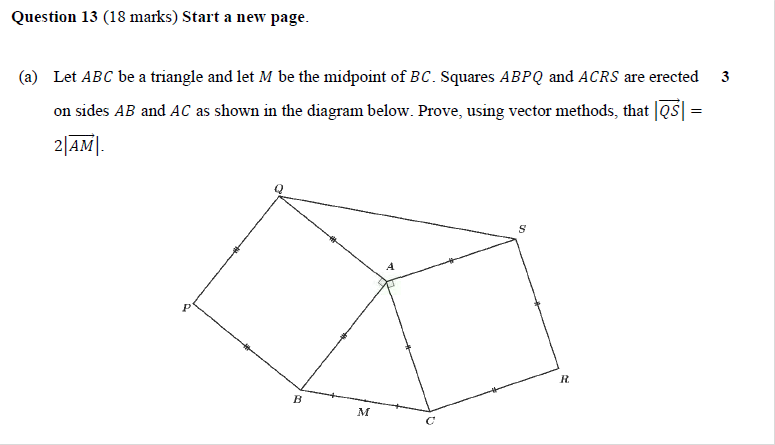 Question 13 (18 marks) Start a new page.
(a) Let ABC be a triangle and let M be the midpoint of BC. Squares ABPQ and ACRS are erected 3
on sides AB and AC as shown in the diagram below. Prove, using vector methods, that |$\overrightarrow{QS}$| =
2|$\overrightarrow{AM}$|.
Q
S
A
P
R
B
M
C